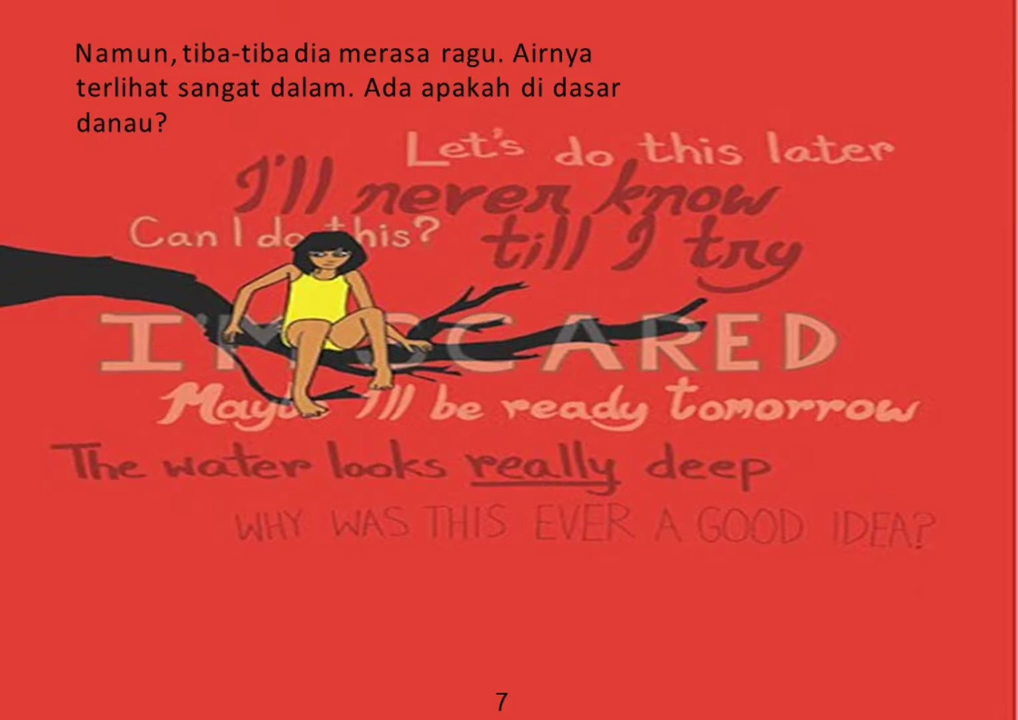 Namun, tiba-tiba dia merasa ragu. Airnya
terlihat sangat dalam. Ada apakah di dasar
danau?
Let's do this later
I'll never know
Can I do this?
till I try
I'M SCARED
Maybe I'll be ready tomorrow
The water looks really deep
WHY WAS THIS EVER A GOOD IDEA?
7